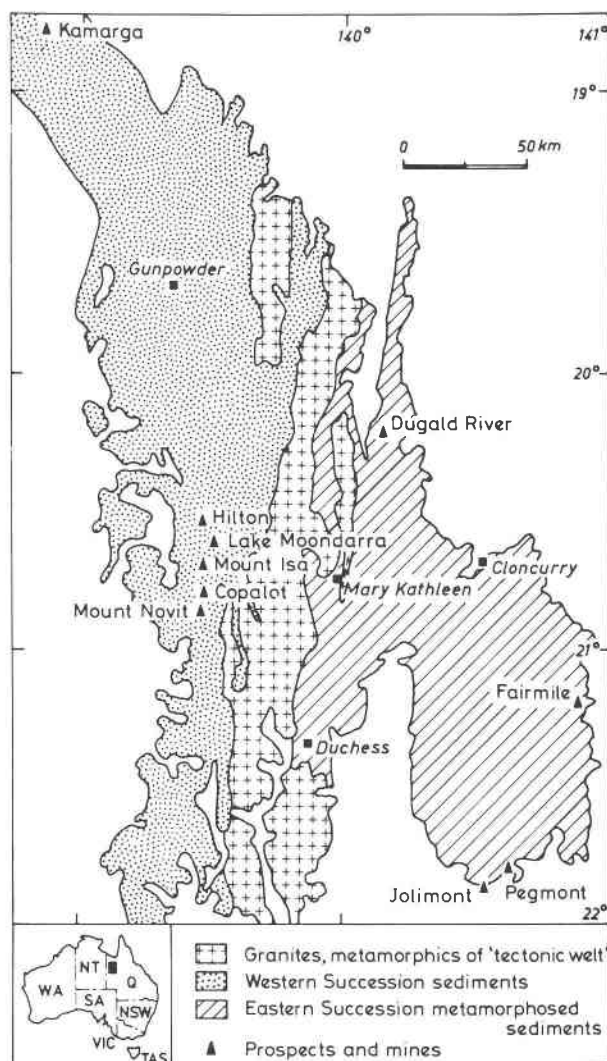 Kamarga
140°
141°
19°
0 50 km
Gunpowder
20°
Dugald River
Hilton
Lake Moondarra
Mount Isa
Cloncurry
Copalot
Mary Kathleen
Mount Novit
21°
Fairmile
Duchess
Jolimont
Pegmont
22°
NT
Q
WA
SA
NSW
VIC
TAS
Granites, metamorphics of 'tectonic welt'
Western Succession sediments
Eastern Succession metamorphosed
sediments
Prospects and mines